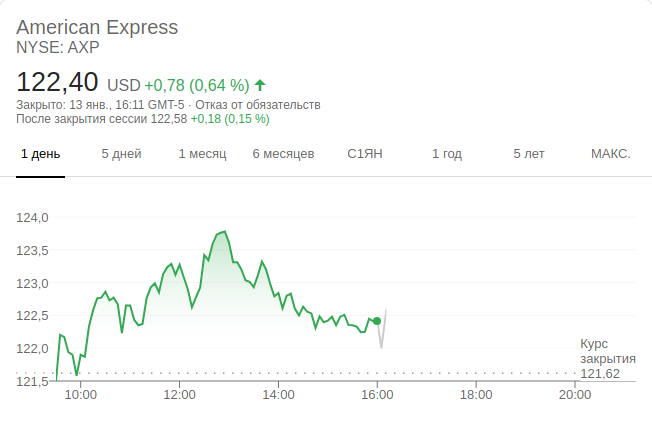 American Express
NYSE: AXP
122,40 USD +0,78 (0,64 %)
Закрыто: 13 янв., 16:11 GMT-5 · Отказ от обязательств
После закрытия сессии 122,58 +0,18 (0,15 %)
1 день 5 дней 1 месяц 6 месяцев С1ЯН 1 год 5 лет МАКС.
124,0
123,5
123,0
122,5
122,0
121,5
Курс
закрытия
121,62
10:00 12:00 14:00 16:00 18:00 20:00